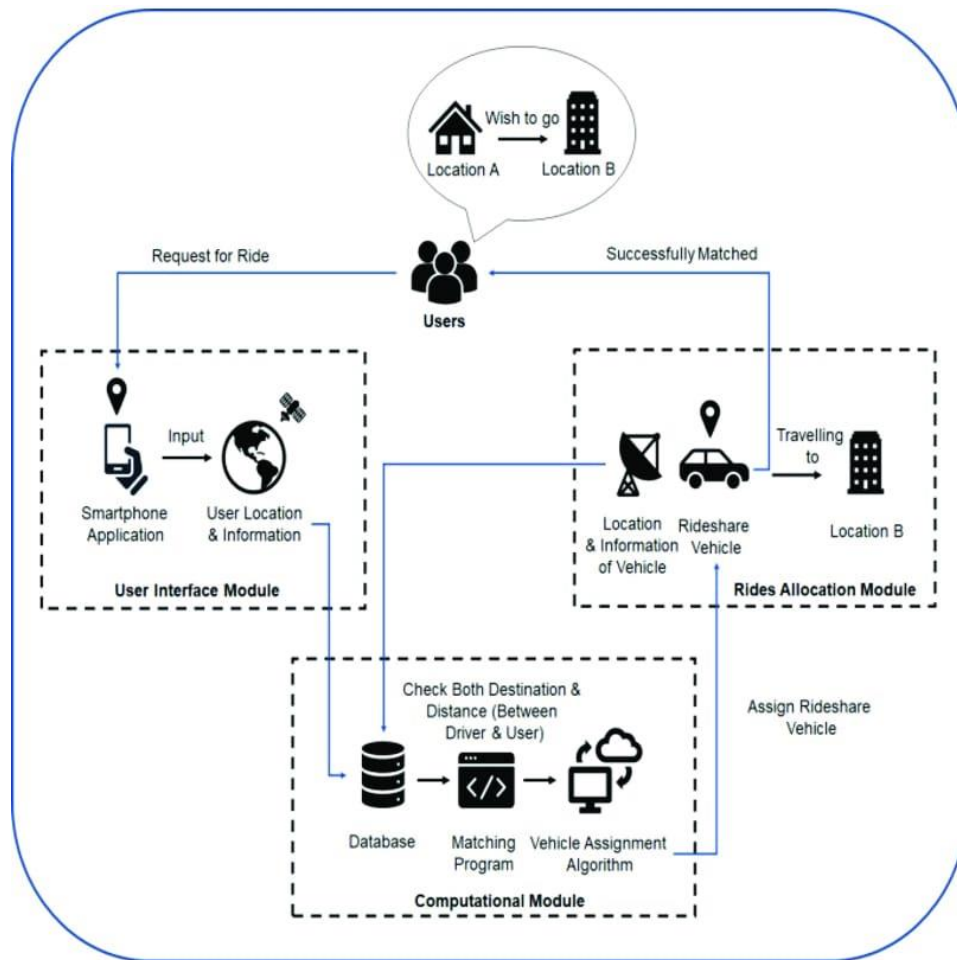 Wish to go
Location A
Location B
Request for Ride
Successfully Matched
Users
Input
Smartphone
Application
User Location
& Information
User Interface Module
Travelling
to
Location
& Information
of Vehicle
Rideshare
Vehicle
Location B
Rides Allocation Module
Check Both Destination &
Distance (Between
Driver & User)
</>
Database
Matching
Program
Vehicle Assignment
Algorithm
Computational Module
Assign Rideshare
Vehicle